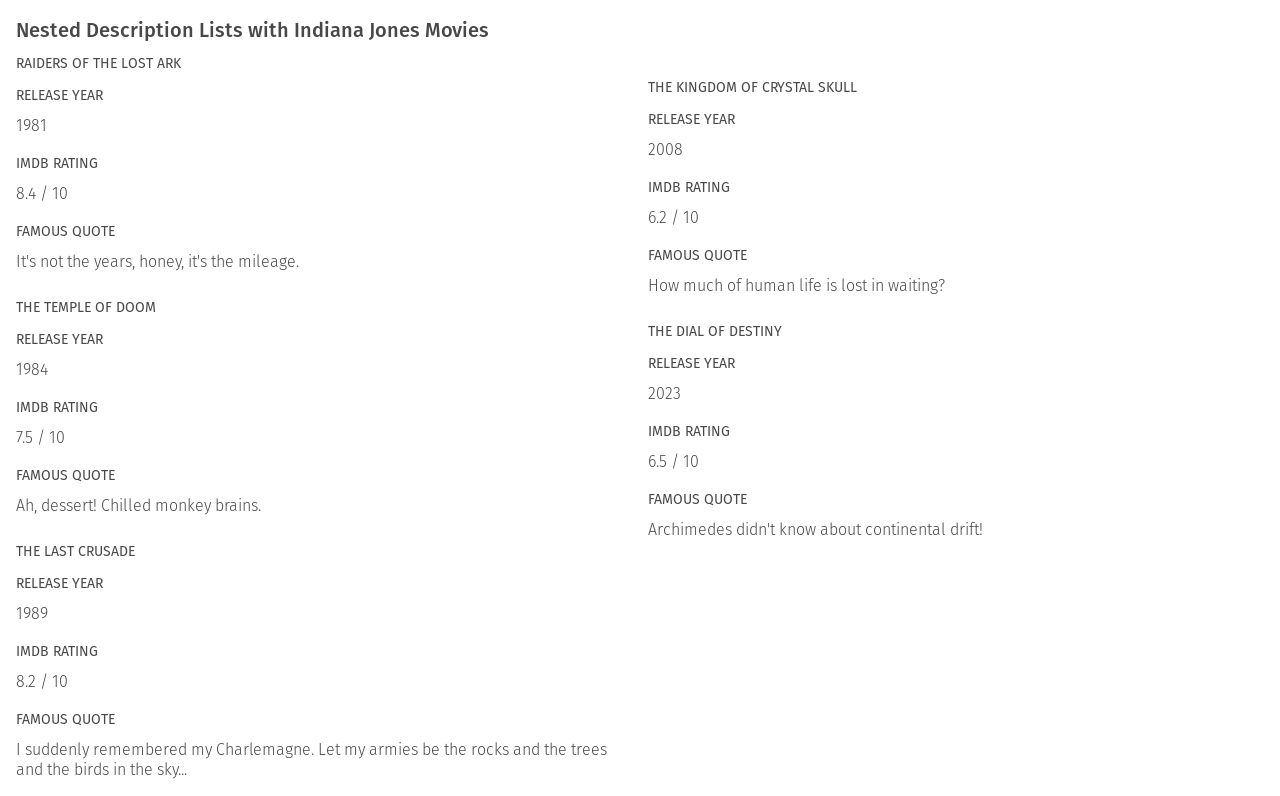 Nested Description Lists with Indiana Jones Movies
RAIDERS OF THE LOST ARK
RELEASE YEAR
1981
IMDB RATING
8.4 / 10
FAMOUS QUOTE
It's not the years, honey, it's the mileage.
THE TEMPLE OF DOOM
RELEASE YEAR
1984
IMDB RATING
7.5 / 10
FAMOUS QUOTE
Ah, dessert! Chilled monkey brains.
THE LAST CRUSADE
RELEASE YEAR
1989
IMDB RATING
8.2 / 10
FAMOUS QUOTE
I suddenly remembered my Charlemagne. Let my armies be the rocks and the trees
and the birds in the sky...
THE KINGDOM OF CRYSTAL SKULL
RELEASE YEAR
2008
IMDB RATING
6.2 / 10
FAMOUS QUOTE
How much of human life is lost in waiting?
THE DIAL OF DESTINY
RELEASE YEAR
2023
IMDB RATING
6.5 / 10
FAMOUS QUOTE
Archimedes didn't know about continental drift!